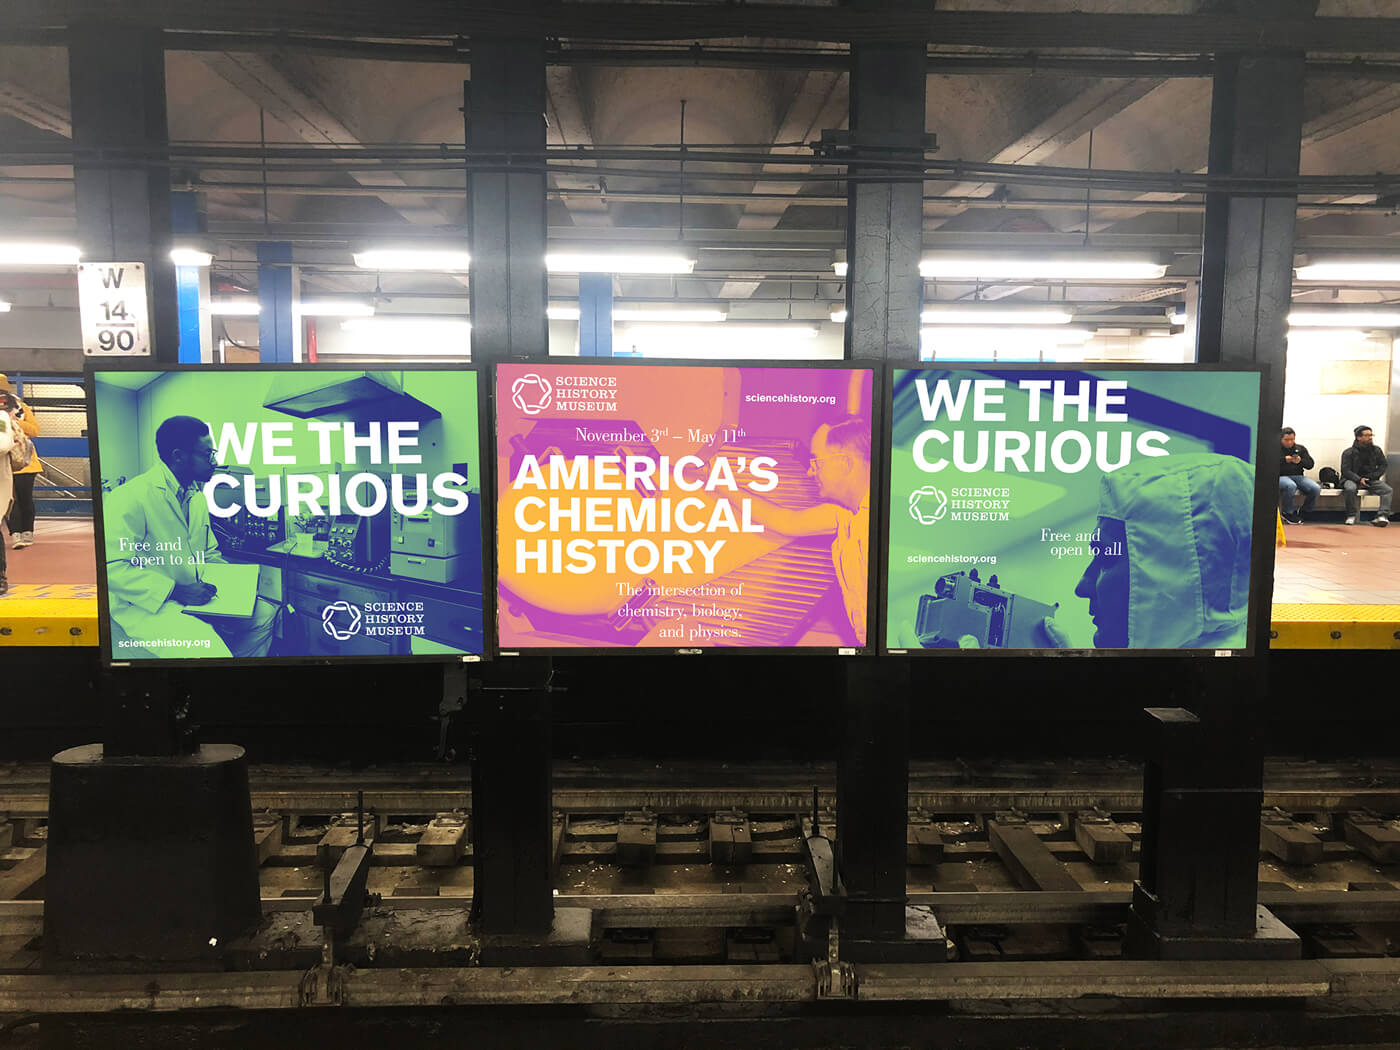 W
14
90
WE THE
CURIOUS
Free and
open to all
SCIENCE
HISTORY
MUSEUM
sciencehistory.org
SCIENCE
HISTORY
MUSEUM
sciencehistory.org
November 3rd – May 11th
AMERICA'S
CHEMICAL
HISTORY
The intersection of
chemistry, biology,
and physics.
WE THE
CURIOUS
SCIENCE
HISTORY
MUSEUM
Free and
open to all
sciencehistory.org